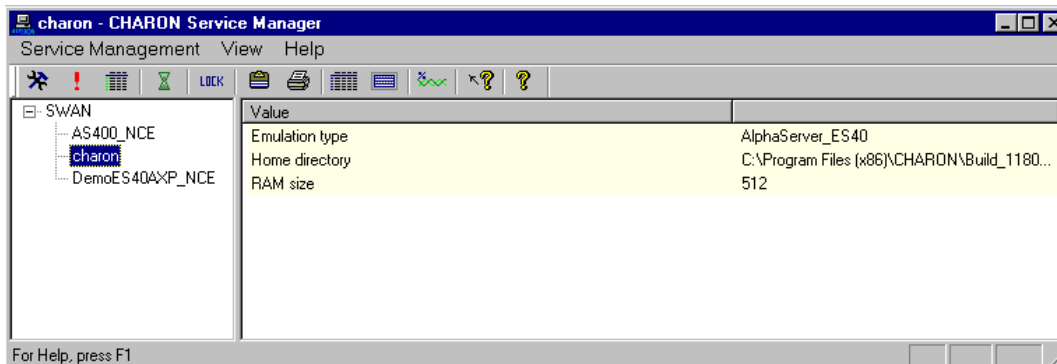 charon - CHARON Service Manager
Service Management View Help
LOCK
SWAN
AS400_NCE
charon
DemoES40AXP_NCE
Value
Emulation type AlphaServer_ES40
Home directory C:\Program Files (x86)\CHARON\Build_1180...
RAM size 512
For Help, press F1